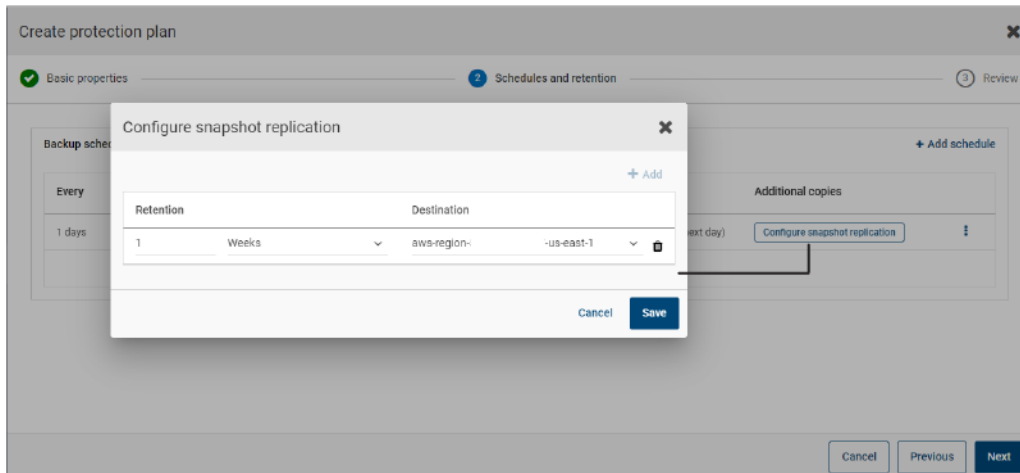 Create protection plan
Basic properties
2 Schedules and retention
3 Review
Configure snapshot replication
Backup sched
+ Add schedule
+ Add
Every
Additional copies
Retention Destination
1 days
1 Weeks aws-region- -us-east-1
ext day)
Configure snapshot replication
Cancel Save
Cancel Previous Next